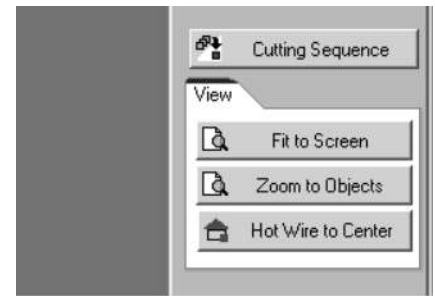 Cutting Sequence
View
Fit to Screen
Zoom to Objects
Hot Wire to Center